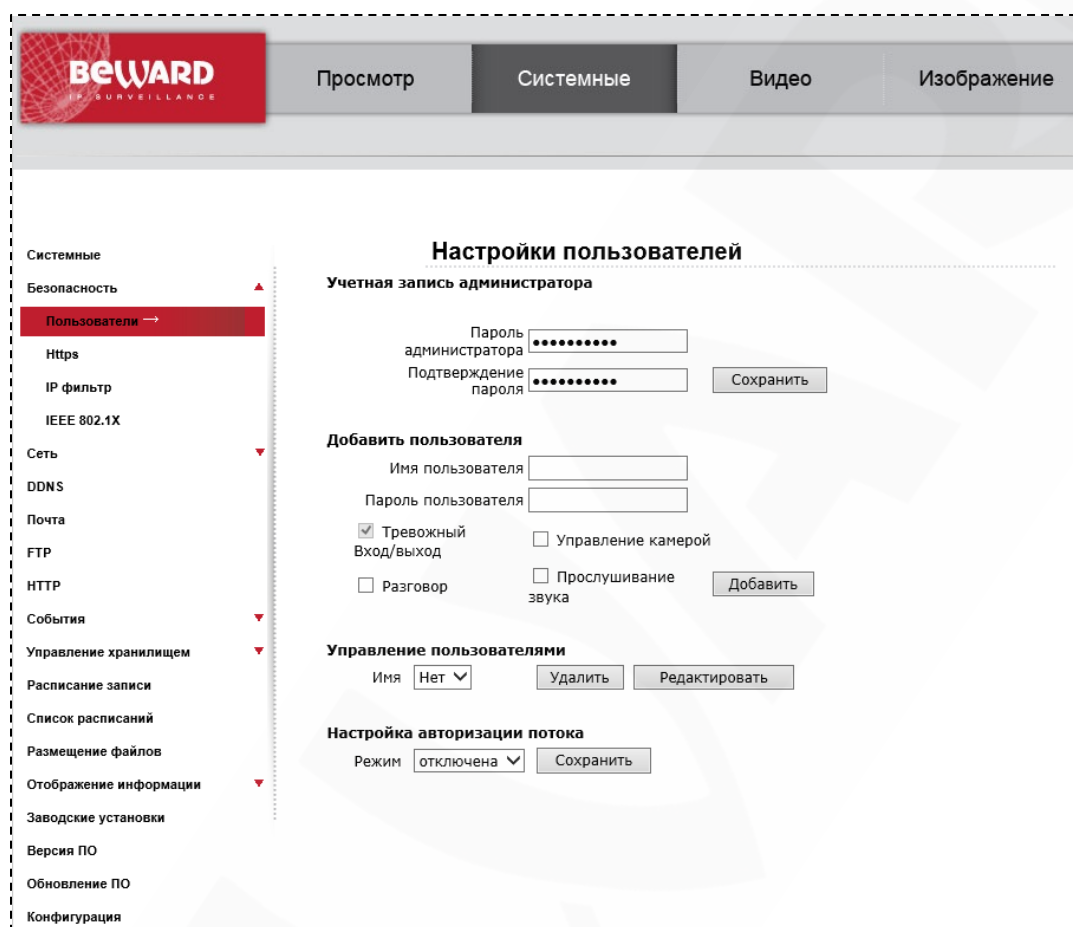 BEWARD
IP SURVEILLANCE
Просмотр
Системные
Видео
Изображение
Системные
Безопасность
Пользователи →
Https
IP фильтр
IEEE 802.1X
Сеть
DDNS
Почта
FTP
HTTP
События
Управление хранилищем
Расписание записи
Список расписаний
Размещение файлов
Отображение информации
Заводские установки
Версия ПО
Обновление ПО
Конфигурация
Настройки пользователей
Учетная запись администратора
Пароль
администратора
Подтверждение
пароля
Сохранить
Добавить пользователя
Имя пользователя
Пароль пользователя
Тревожный
Вход/выход
Управление камерой
Разговор
Прослушивание
звука
Добавить
Управление пользователями
Имя
Нет
Удалить
Редактировать
Настройка авторизации потока
Режим
отключена
Сохранить